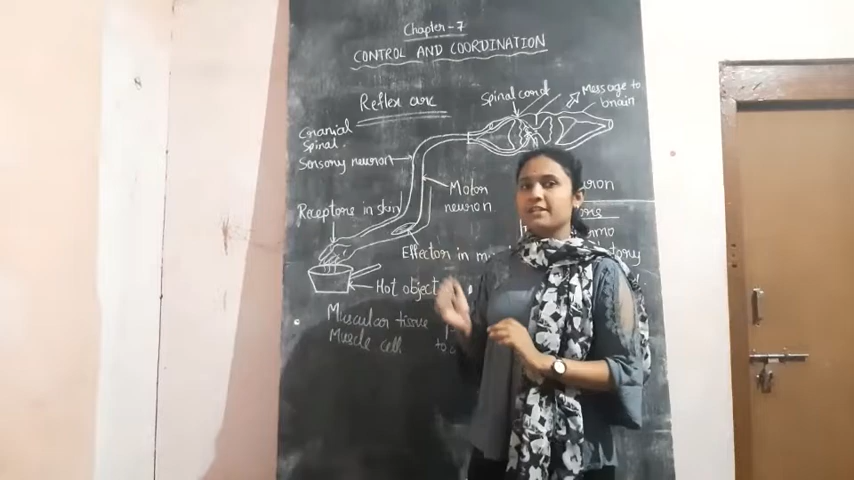 Chapter - 7
CONTROL AND COORDINATION
Reflex arc
Spinal cord
Message to
brain
Cranial
Spinal
Sensory neuron
Motor
neuron
Receptors in skin
Effector in
Hot object
Muscular tissue
Muscle cell
to